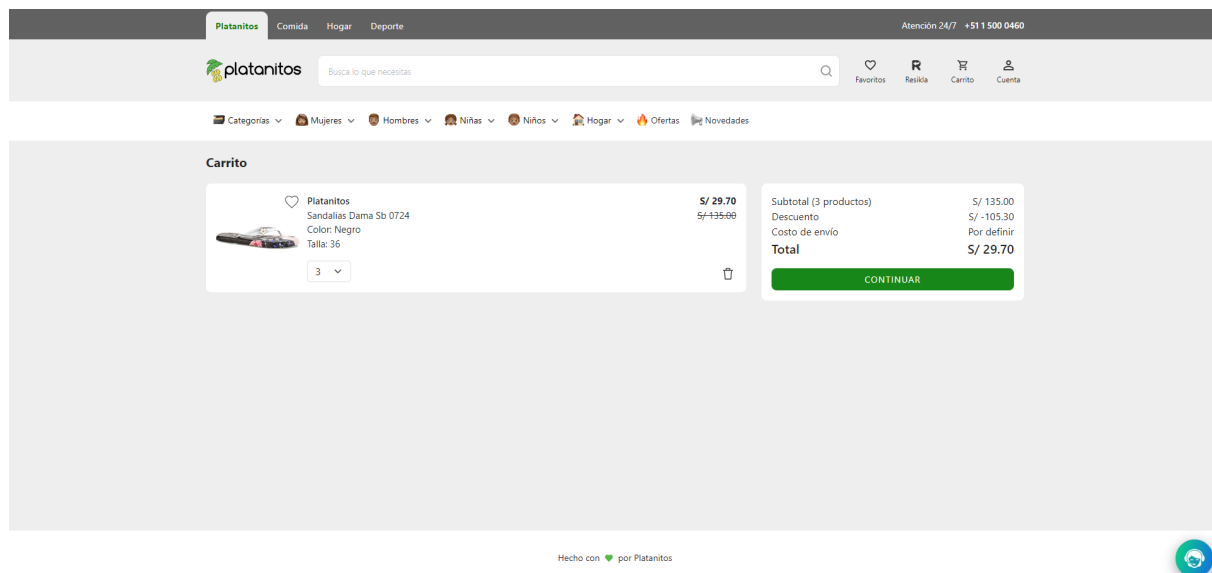 Platanitos Comida Hogar Deporte Atención 24/7 +51 1 500 0460
platanitos Busca lo que necesitas
Favoritos Resikla Carrito Cuenta
Categorías Mujeres Hombres Niñas Niños Hogar Ofertas Novedades
Carrito
Platanitos S/ 29.70
Sandalias Dama Sb 0724 S/ 135.00
Color: Negro
Talla: 36
3
Subtotal (3 productos) S/ 135.00
Descuento S/ -105.30
Costo de envío Por definir
Total S/ 29.70
CONTINUAR
Hecho con por Platanitos